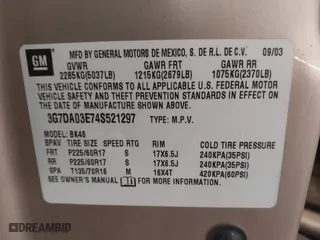 GM
MFD BY GENERAL MOTORS DE MEXICO, S. DE R.L. DE C.V. 09/03
GVWR GAWR FRT GAWR RR
2285KG(5037LB) 1215KG(2679LB) 1075KG(2370LB)
THIS VEHICLE CONFORMS TO ALL APPLICABLE U.S. FEDERAL MOTOR
VEHICLE SAFETY, BUMPER, AND THEFT PREVENTION STANDARDS IN
EFFECT ON THE DATE OF MANUFACTURE SHOWN ABOVE.
3G7DA03E74S521297 TYPE: M.P.V.
MODEL: BK46
BPV TIRE SIZE SPEED RTG RIM COLD TIRE PRESSURE
FRT P225/60R17 S 17X6.5J 240KPA(35PSI)
RR P225/60R17 S 17X6.5J 240KPA(35PSI)
SPA T135/70R16 M 16X4T 420KPA(60PSI)
SEE OWNER'S MANUAL FOR ADDITIONAL INFORMATION.
DREAMBID